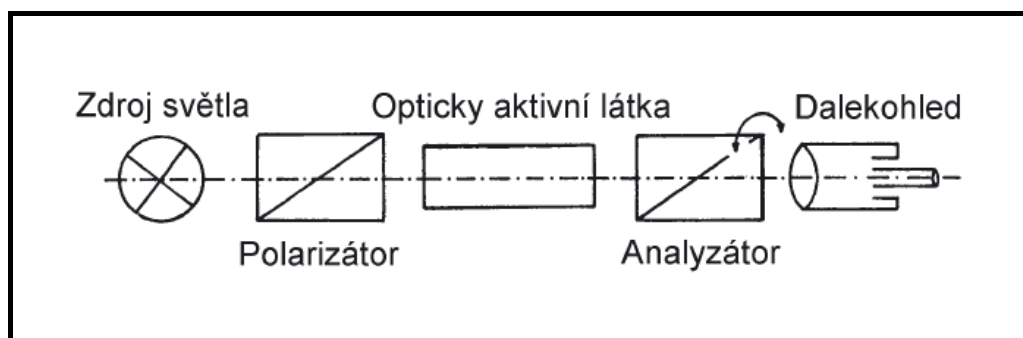 Zdroj světla
Opticky aktivní látka
Dalekohled
Polarizátor
Analyzátor